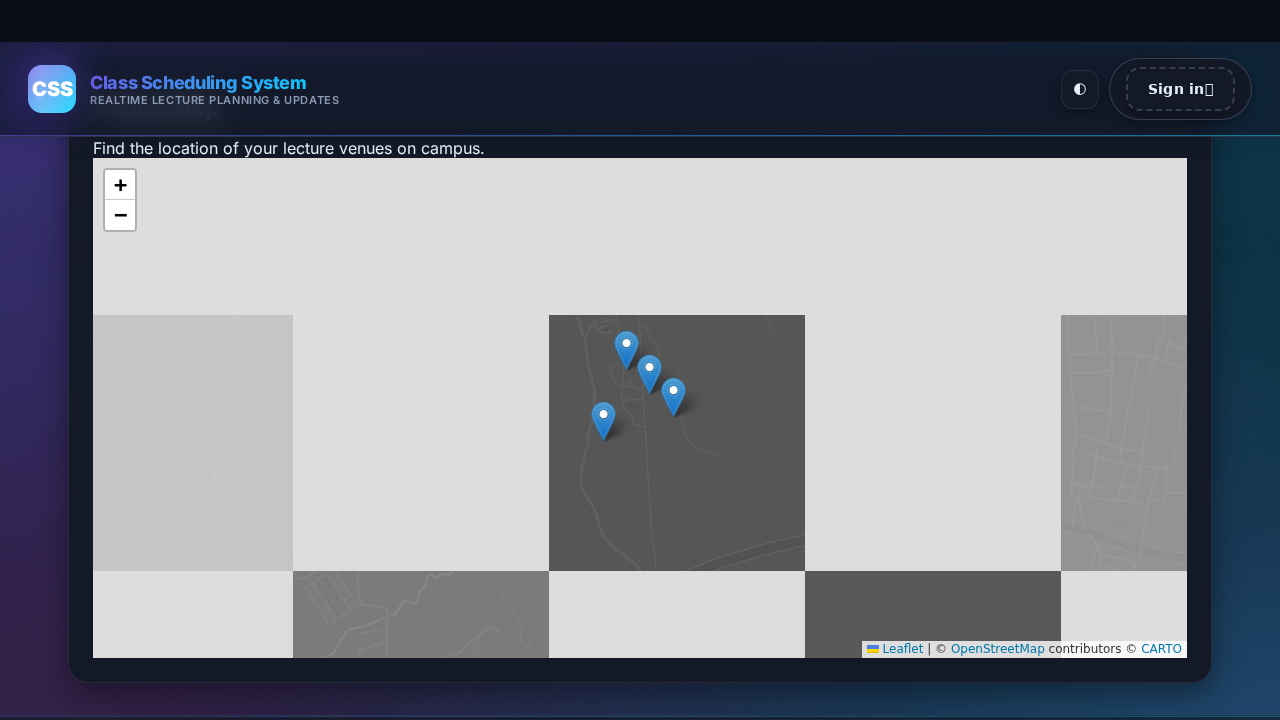 CSS
Class Scheduling System
REALTIME LECTURE PLANNING & UPDATES
Sign in
Find the location of your lecture venues on campus.
+
−
Leaflet | © OpenStreetMap contributors © CARTO